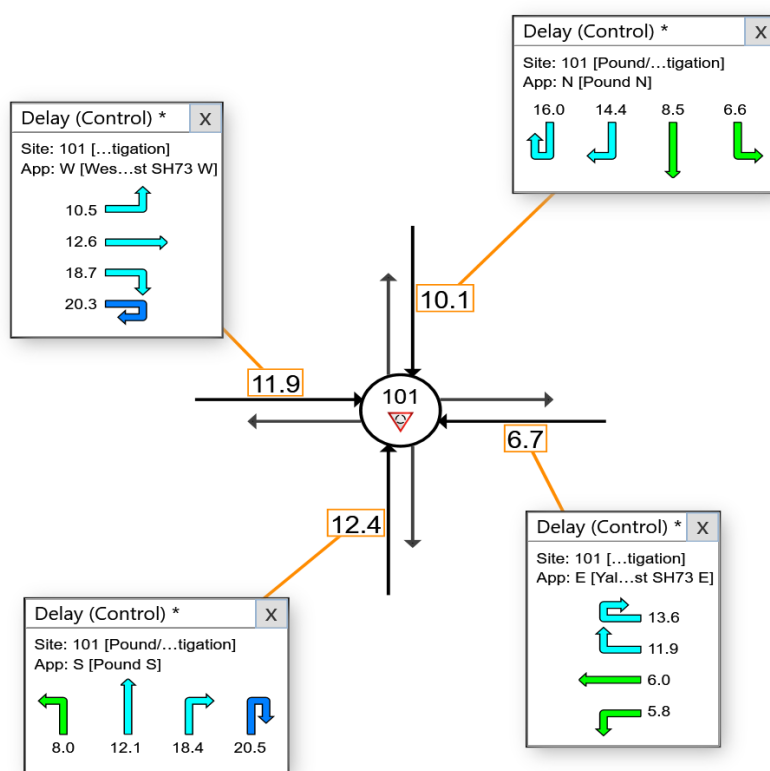 Delay (Control) * X
Site: 101 [Pound/...tigation]
App: N [Pound N]
16.0 14.4 8.5 6.6
Delay (Control) * X
Site: 101 [...tigation]
App: W [Wes...st SH73 W]
10.5
12.6
18.7
20.3
10.1
11.9
101
6.7
12.4
Delay (Control) * X
Site: 101 [...tigation]
App: E [Yal...st SH73 E]
13.6
11.9
6.0
5.8
Delay (Control) * X
Site: 101 [Pound/...tigation]
App: S [Pound S]
8.0 12.1 18.4 20.5